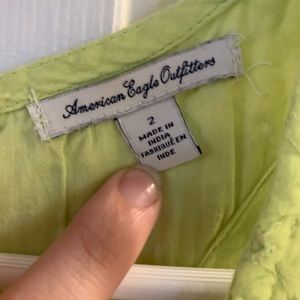 American Eagle Outfitters
2
MADE IN
INDIA
FABRIQUÉ EN
INDE